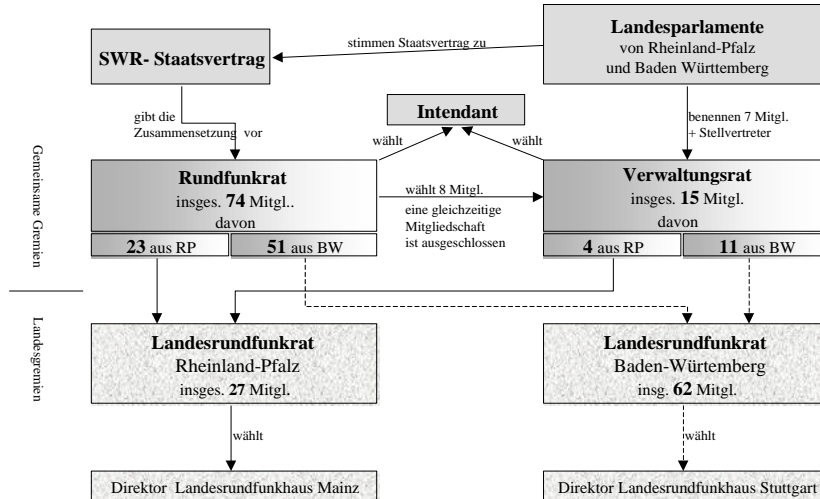 Landesparlamente
von Rheinland-Pfalz
und Baden Württemberg
stimmen Staatsvertrag zu
SWR- Staatsvertrag
gibt die
Zusammensetzung vor
Intendant
wählt
wählt
benennen 7 Mitgl.
+ Stellvertreter
Gemeinsame Gremien
Rundfunkrat
insges. 74 Mitgl..
davon
23 aus RP
51 aus BW
wählt 8 Mitgl.
eine gleichzeitige
Mitgliedschaft
ist ausgeschlossen
Verwaltungsrat
insges. 15 Mitgl.
davon
4 aus RP
11 aus BW
Landesgremien
Landesrundfunkrat
Rheinland-Pfalz
insges. 27 Mitgl.
Landesrundfunkrat
Baden-Würtemberg
insg. 62 Mitgl.
wählt
wählt
Direktor Landesrundfunkhaus Mainz
Direktor Landesrundfunkhaus Stuttgart